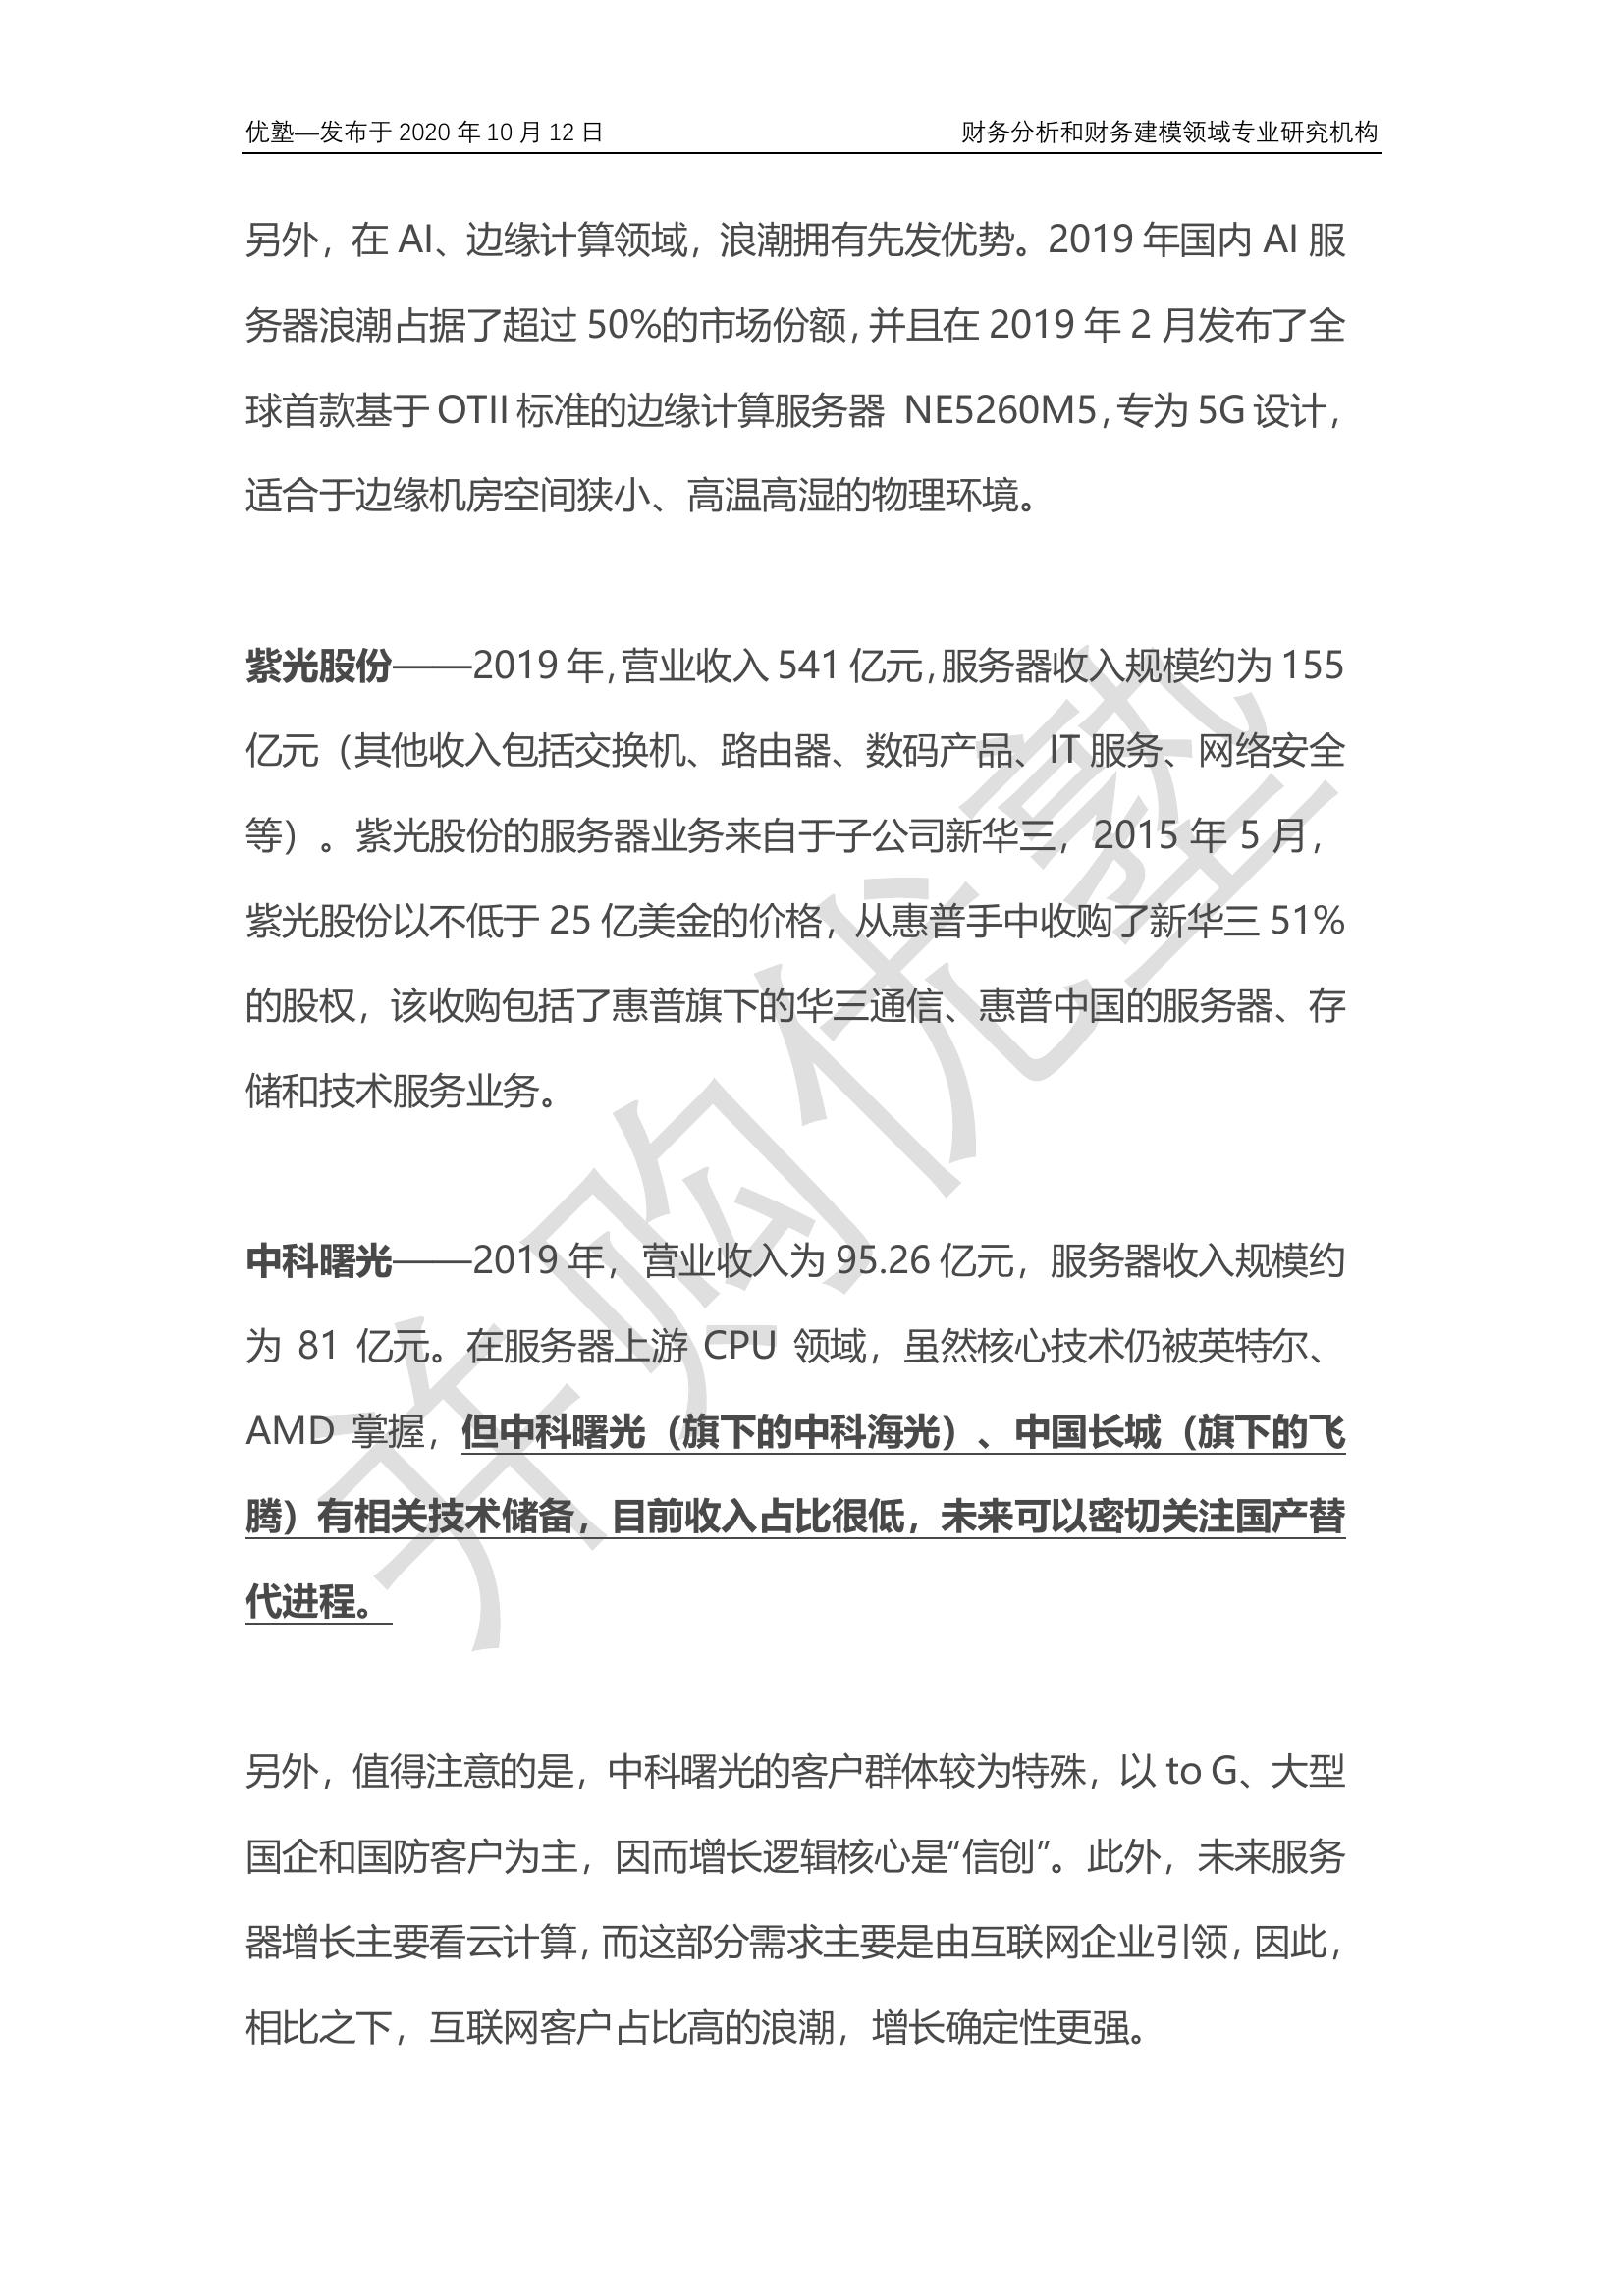 优塾—发布于 2020 年 10 月 12 日 财务分析和财务建模领域专业研究机构
另外，在 AI、边缘计算领域，浪潮拥有先发优势。2019 年国内 AI 服
务器浪潮占据了超过 50%的市场份额，并且在 2019 年 2 月发布了全
球首款基于 OTII 标准的边缘计算服务器 NE5260M5，专为 5G 设计，
适合于边缘机房空间狭小、高温高湿的物理环境。
紫光股份——2019 年，营业收入 541 亿元，服务器收入规模约为 155
亿元（其他收入包括交换机、路由器、数码产品、IT 服务、网络安全
等）。紫光股份的服务器业务来自于子公司新华三，2015 年 5 月，
紫光股份以不低于 25 亿美金的价格，从惠普手中收购了新华三 51%
的股权，该收购包括了惠普旗下的华三通信、惠普中国的服务器、存
储和技术服务业务。
中科曙光——2019 年，营业收入为 95.26 亿元，服务器收入规模约
为 81 亿元。在服务器上游 CPU 领域，虽然核心技术仍被英特尔、
AMD 掌握，但中科曙光（旗下的中科海光）、中国长城（旗下的飞
腾）有相关技术储备，目前收入占比很低，未来可以密切关注国产替
代进程。
另外，值得注意的是，中科曙光的客户群体较为特殊，以 to G、大型
国企和国防客户为主，因而增长逻辑核心是“信创”。此外，未来服务
器增长主要看云计算，而这部分需求主要是由互联网企业引领，因此，
相比之下，互联网客户占比高的浪潮，增长确定性更强。
并购优塾